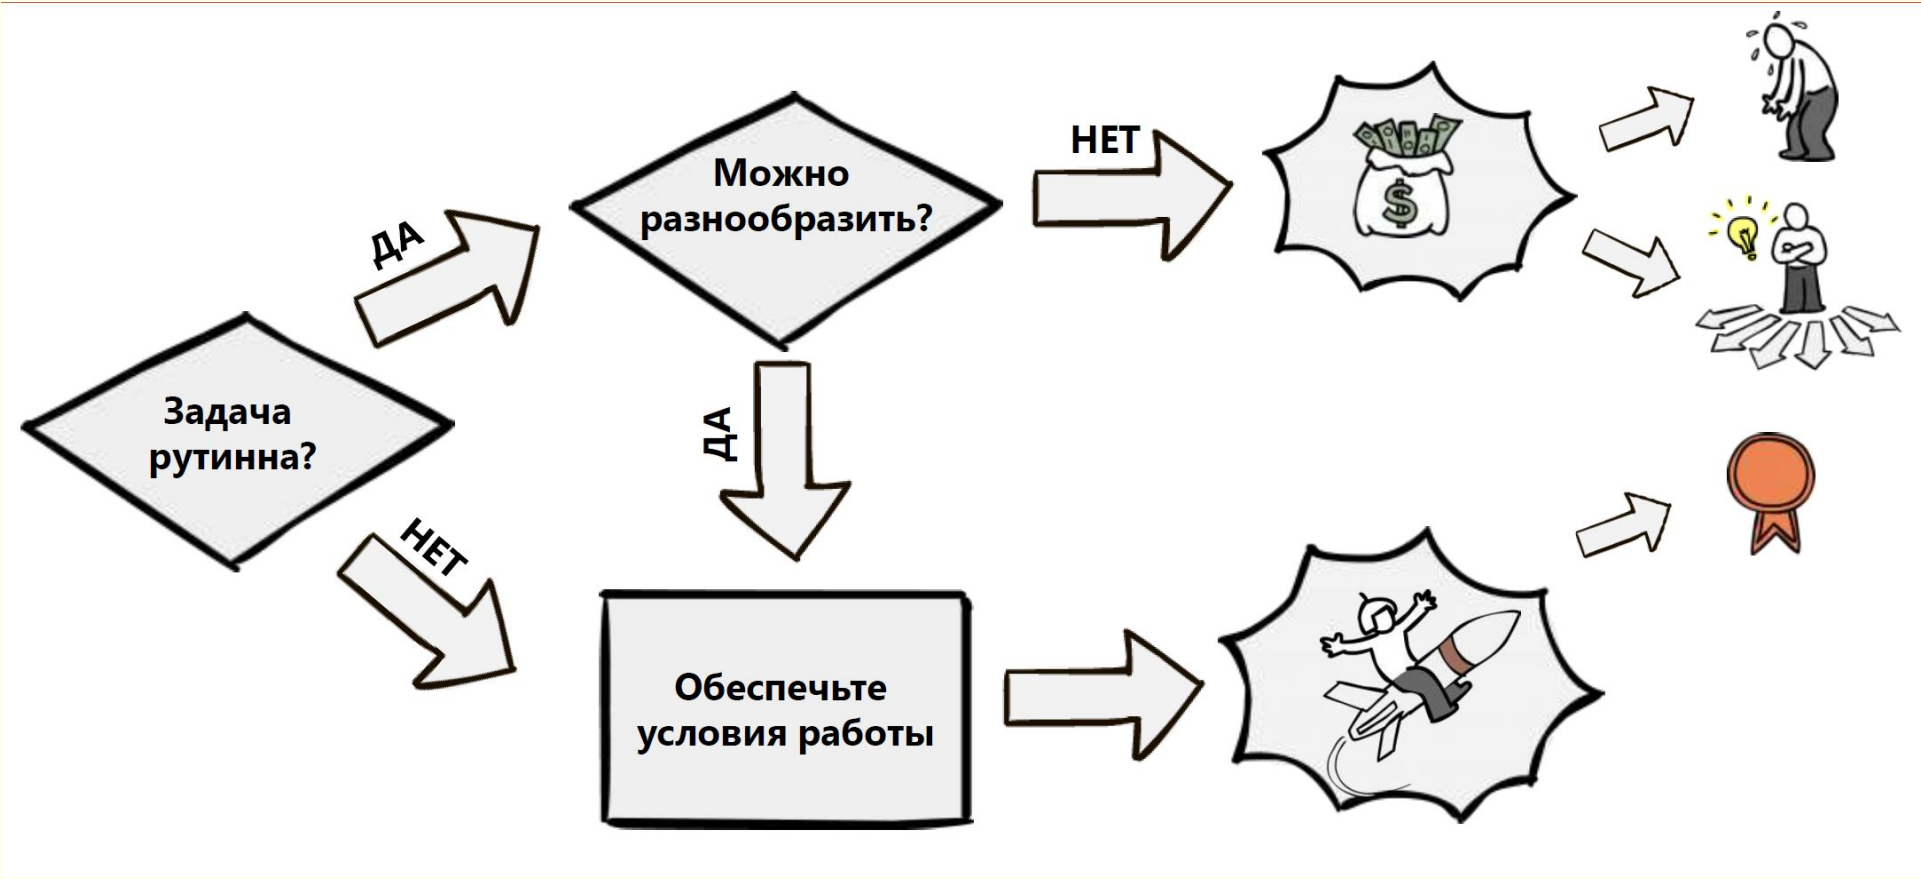 Задача
рутинна?
ДА
НЕТ
Можно
разнообразить?
НЕТ
ДА
Обеспечьте
условия работы
$